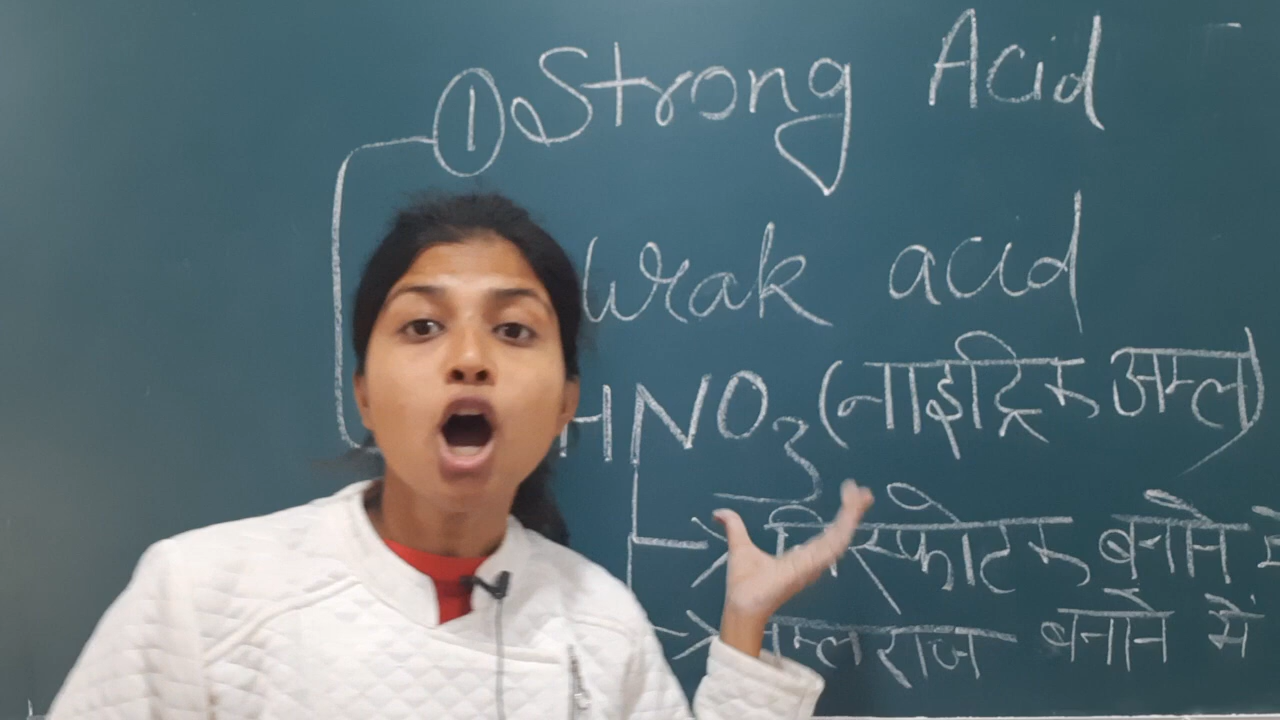 ① Strong Acid
Weak acid
HNO3 (नाइट्रिक अम्ल)
→ विस्फोटक बनाने में
→ अम्लराज बनाने में